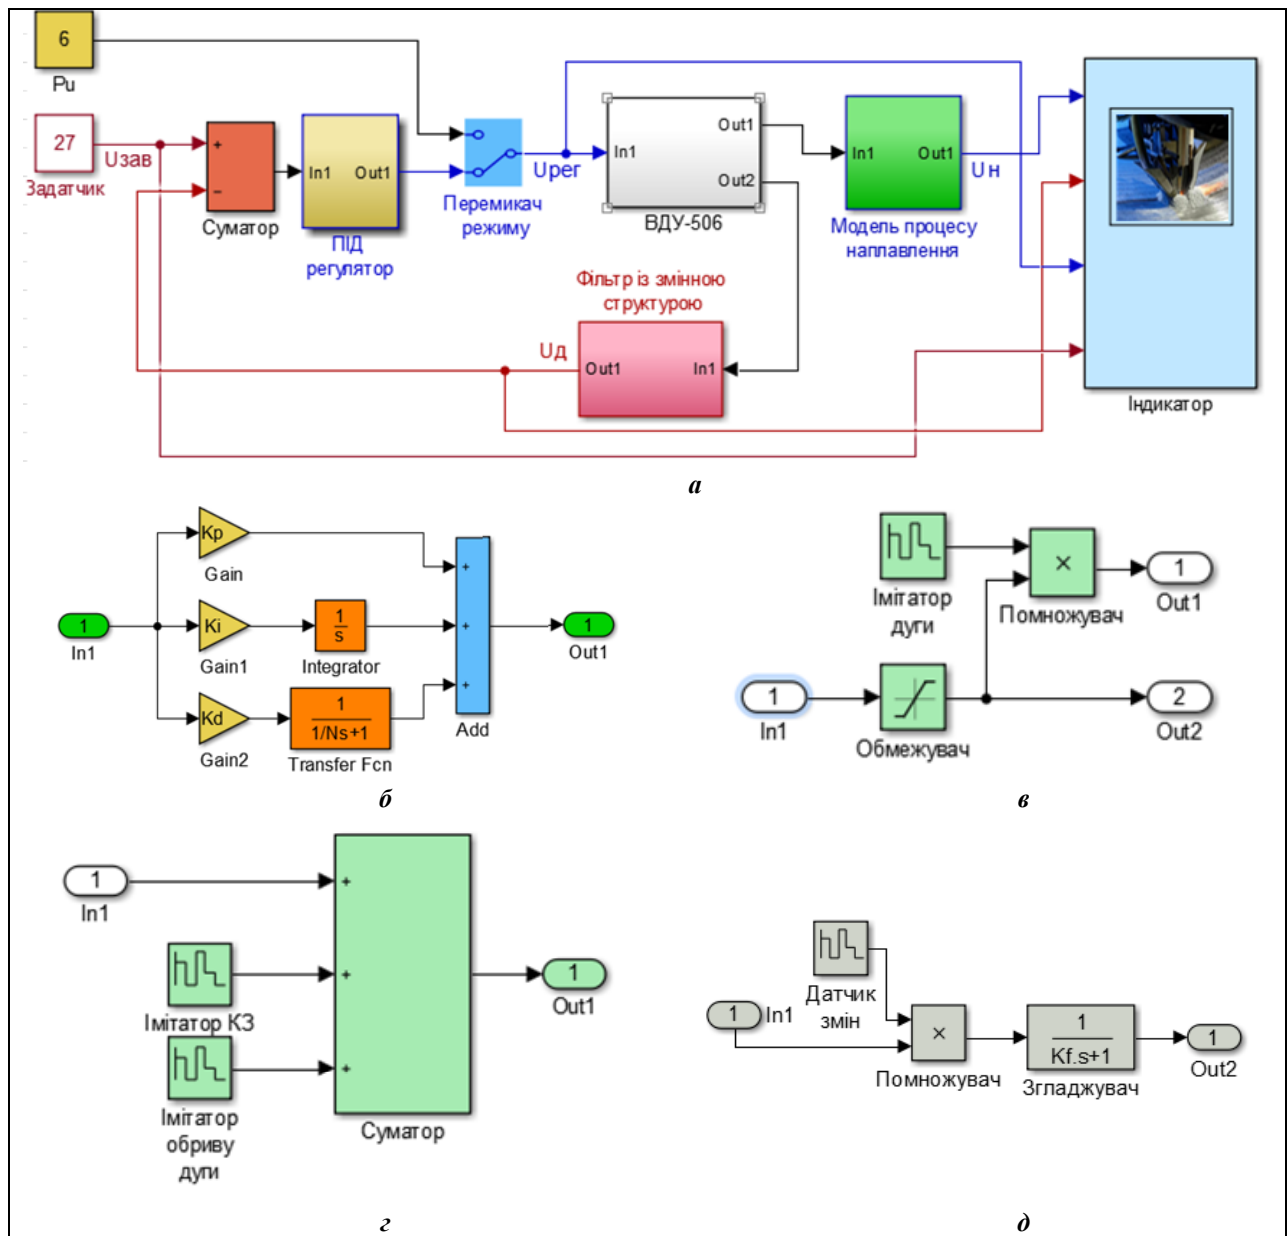 6
Pu
27
Uзав
Задатчик
+
−
Суматор
In1 Out1
ПІД
регулятор
Перемикач
режиму
Uрег
In1
Out1
Out2
ВДУ-506
In1 Out1
Uн
Модель процесу
наплавлення
Індикатор
Фільтр із змінною
структурою
Uд
Out1 In1
а
Kp
Gain
1
In1
Ki
Gain1
1
s
Integrator
Kd
Gain2
1
1/Ns+1
Transfer Fcn
+
+
+
Add
1
Out1
б
Імітатор
дуги
×
Помножувач
1
Out1
1
In1
Обмежувач
2
Out2
в
1
In1
Імітатор КЗ
Імітатор
обриву
дуги
+
+
+
Суматор
1
Out1
г
Датчик
змін
1 In1
×
Помножувач
1
Kf.s+1
Згладжувач
1
Out2
д